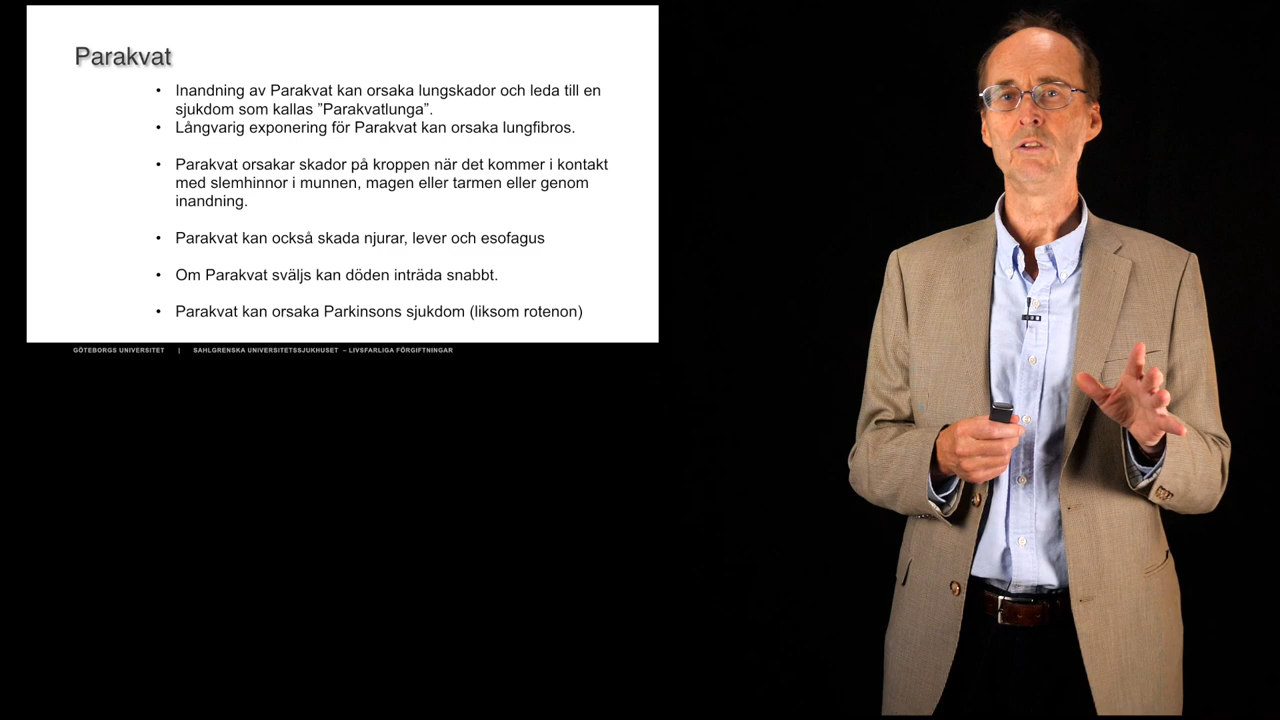 Parakvat
• Inandning av Parakvat kan orsaka lungskador och leda till en
sjukdom som kallas ”Parakvatlunga”.
• Långvarig exponering för Parakvat kan orsaka lungfibros.
• Parakvat orsakar skador på kroppen när det kommer i kontakt
med slemhinnor i munnen, magen eller tarmen eller genom
inandning.
• Parakvat kan också skada njurar, lever och esofagus
• Om Parakvat sväljs kan döden inträda snabbt.
• Parakvat kan orsaka Parkinsons sjukdom (liksom rotenon)
GÖTEBORGS UNIVERSITET | SAHLGRENSKA UNIVERSITETSSJUKHUSET – LIVSFARLIGA FÖRGIFTNINGAR